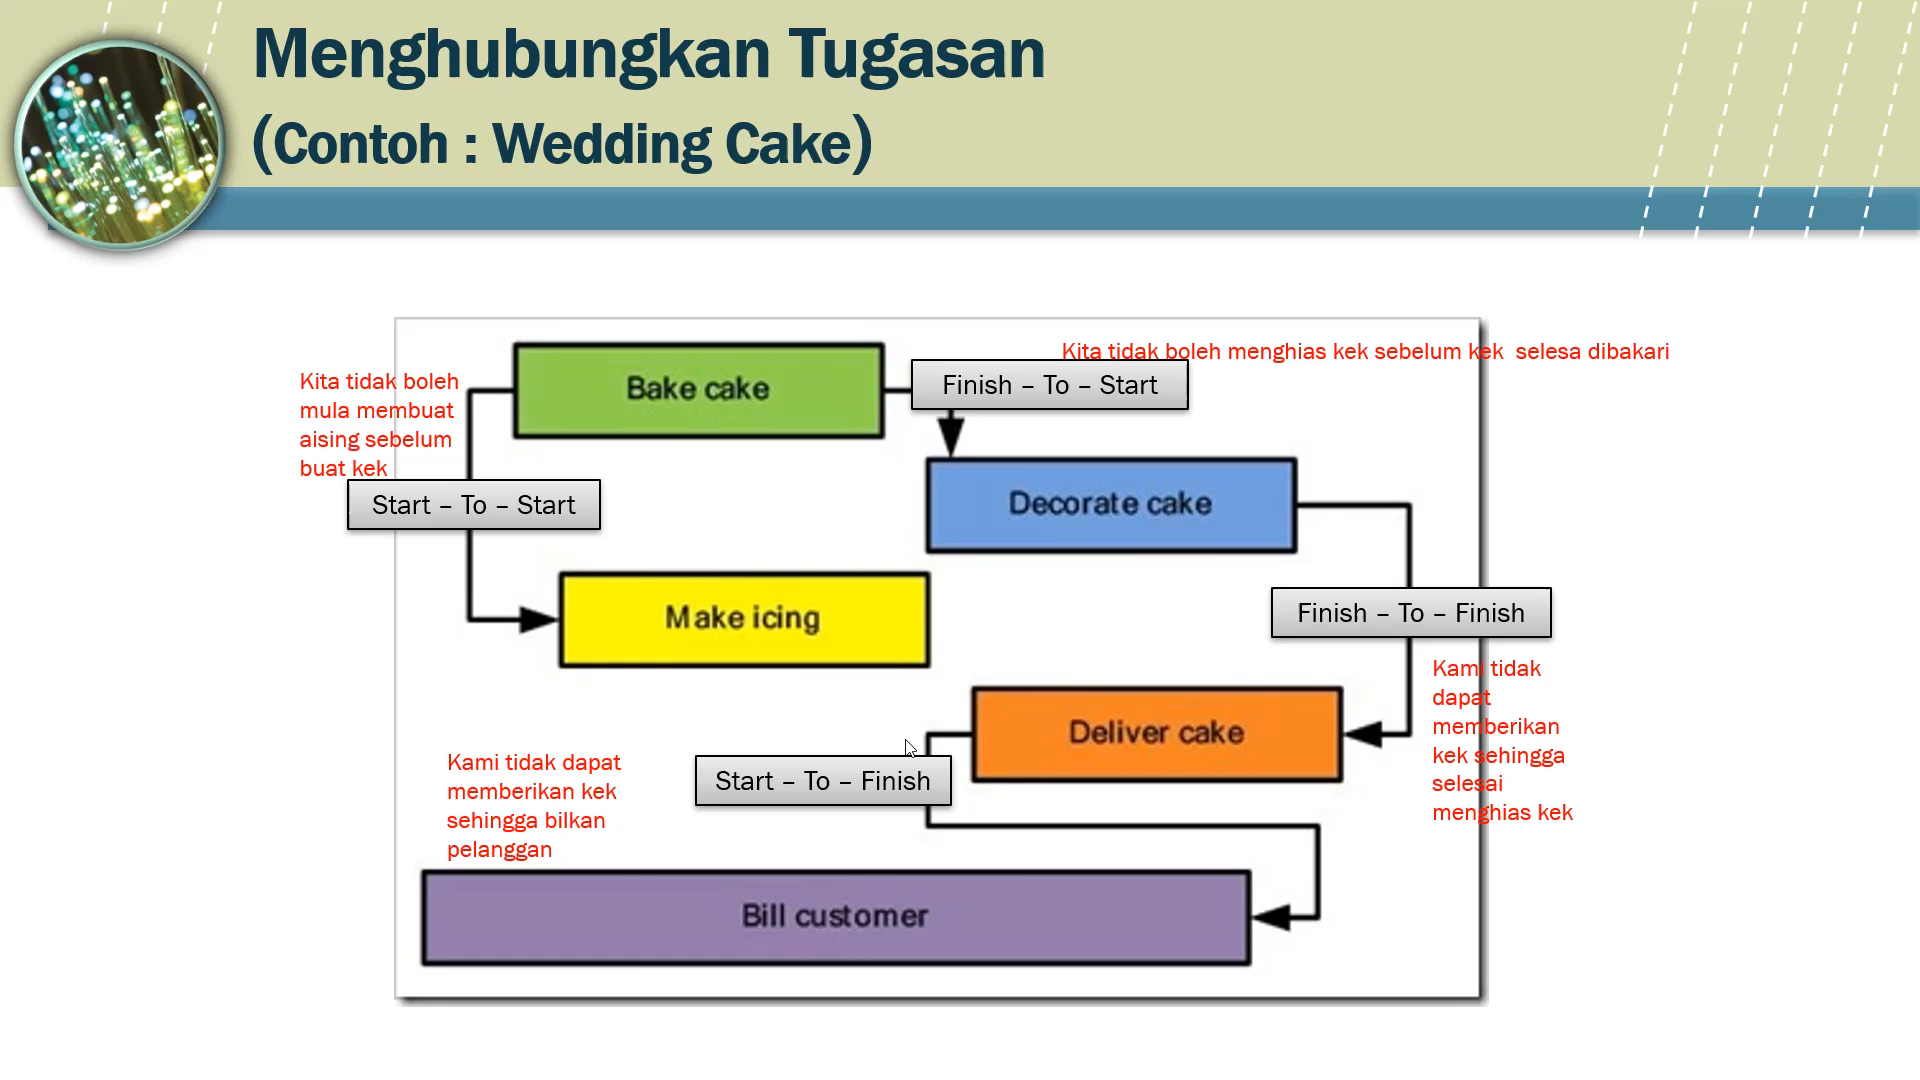 Menghubungkan Tugasan
(Contoh : Wedding Cake)
Kita tidak boleh menghias kek sebelum kek  selesa dibakari
Bake cake
Finish – To – Start
Kita tidak boleh
mula membuat
aising sebelum
buat kek
Start – To – Start
Decorate cake
Make icing
Finish – To – Finish
Kami tidak
dapat
memberikan
kek sehingga
selesai
menghias kek
Deliver cake
Start – To – Finish
Kami tidak dapat
memberikan kek
sehingga bilkan
pelanggan
Bill customer